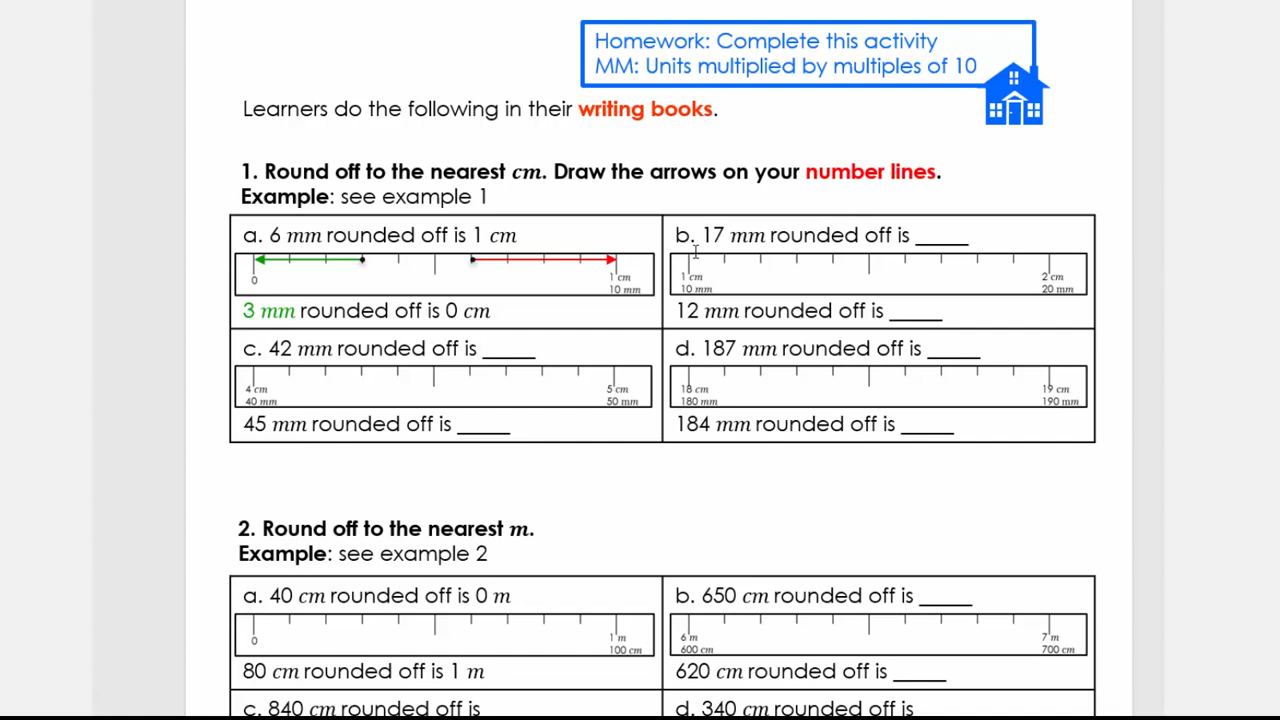 Homework: Complete this activity
MM: Units multiplied by multiples of 10
Learners do the following in their writing books.
1. Round off to the nearest cm. Draw the arrows on your number lines.
Example: see example 1
a. 6 mm rounded off is 1 cm
0 1 cm
10 mm
3 mm rounded off is 0 cm
b. 17 mm rounded off is _____
1 cm 2 cm
10 mm 20 mm
12 mm rounded off is _____
c. 42 mm rounded off is _____
4 cm 5 cm
40 mm 50 mm
45 mm rounded off is _____
d. 187 mm rounded off is _____
18 cm 19 cm
180 mm 190 mm
184 mm rounded off is _____
2. Round off to the nearest m.
Example: see example 2
a. 40 cm rounded off is 0 m
0 1 m
100 cm
80 cm rounded off is 1 m
b. 650 cm rounded off is _____
6 m 7 m
600 cm 700 cm
620 cm rounded off is _____
c. 840 cm rounded off is
d. 340 cm rounded off is